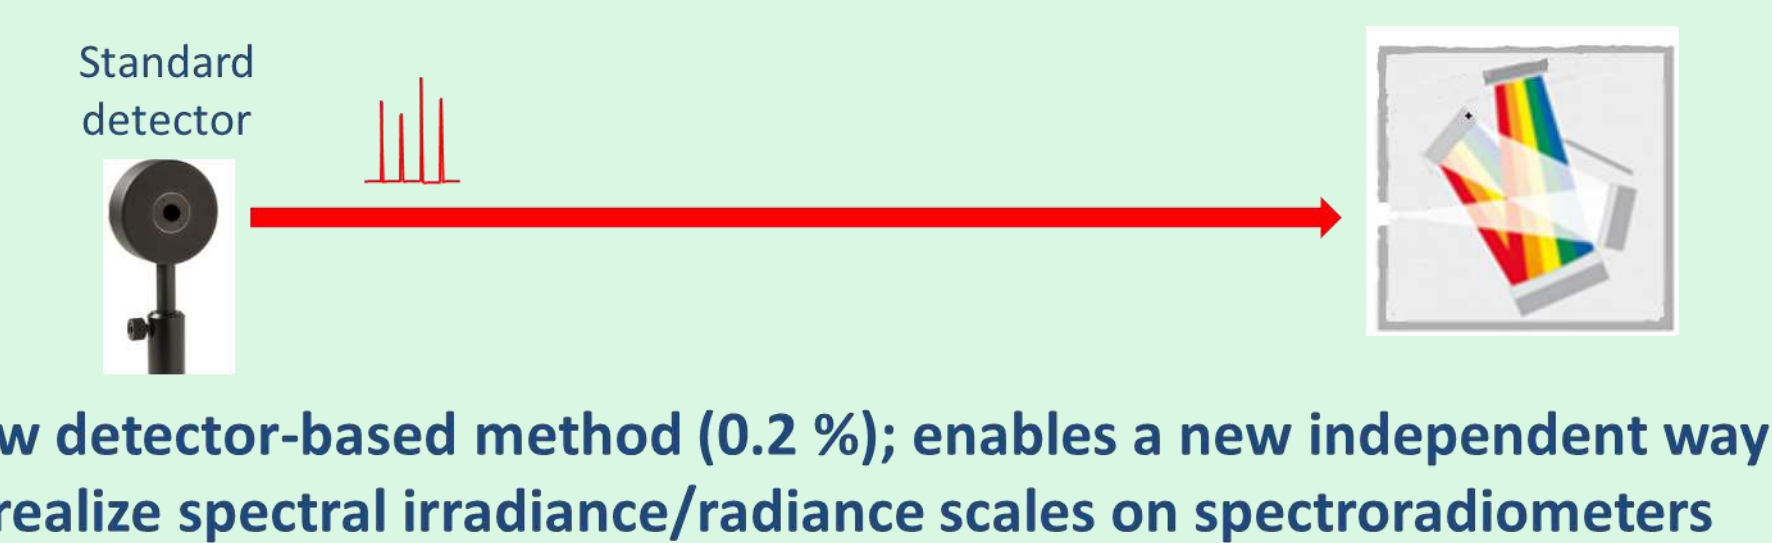 Standard
detector
w detector-based method (0.2 %); enables a new independent way
realize spectral irradiance/radiance scales on spectroradiometers